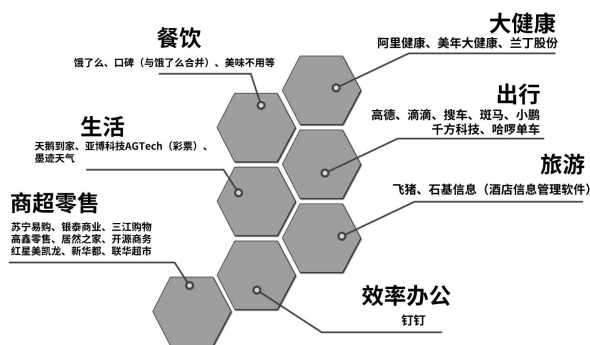 餐饮
饿了么、口碑（与饿了么合并）、美味不用等
大健康
阿里健康、美年大健康、兰丁股份
生活
天鹅到家、亚博科技AGTech（彩票）、
墨迹天气
出行
高德、滴滴、搜车、斑马、小鹏
千方科技、哈啰单车
商超零售
苏宁易购、银泰商业、三江购物
高鑫零售、居然之家、开源商务
红星美凯龙、新华都、联华超市
旅游
飞猪、石基信息（酒店信息管理软件）
效率办公
钉钉